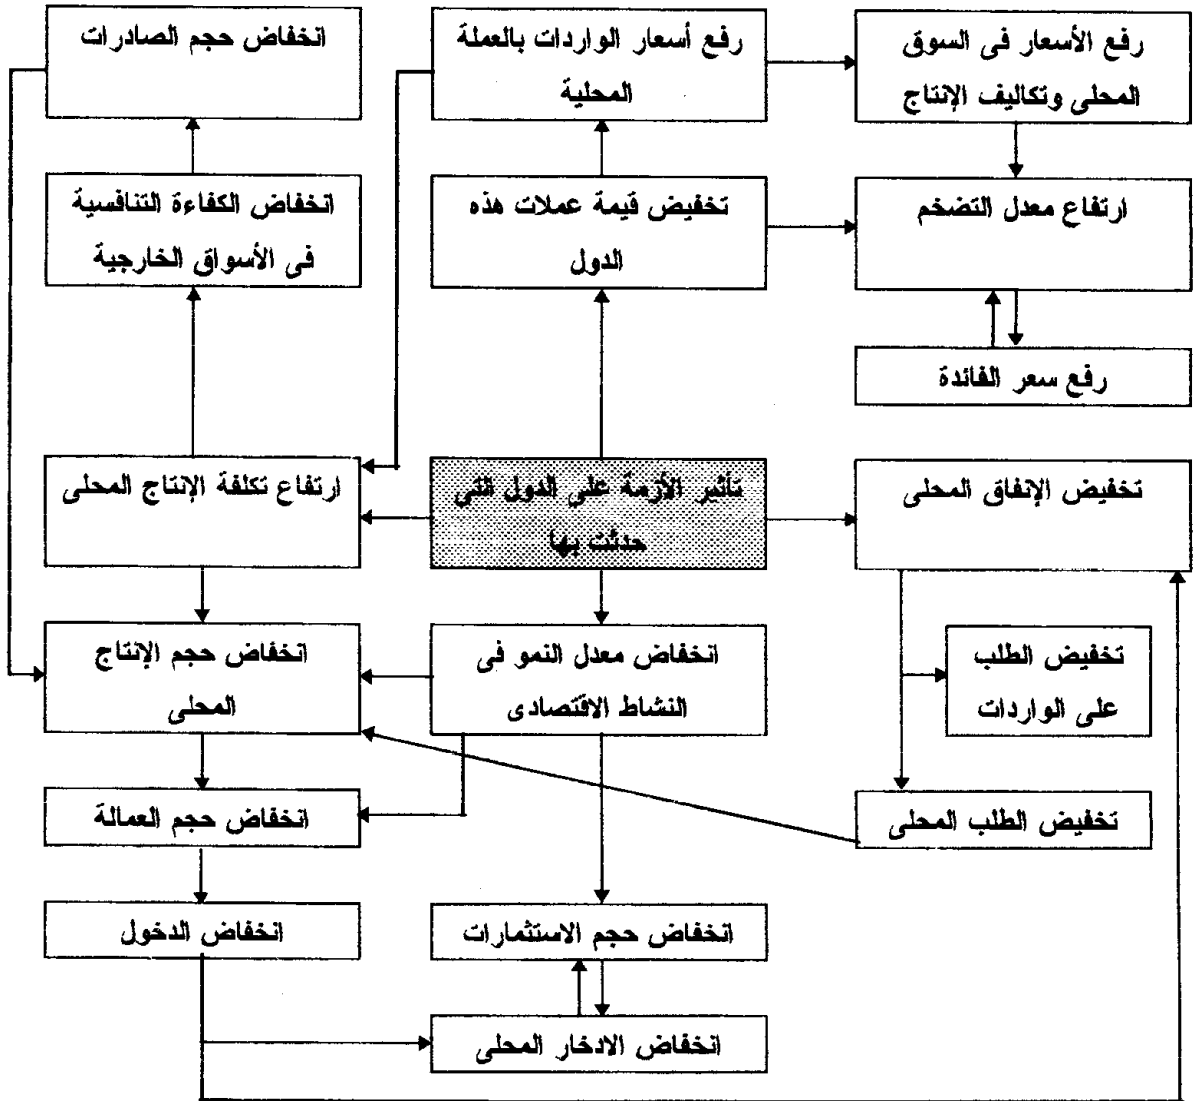 انخفاض حجم الصادرات
رفع أسعار الواردات بالعملة
المحلية
رفع الأسعار فى السوق
المحلى وتكاليف الإنتاج
انخفاض الكفاءة التنافسية
فى الأسواق الخارجية
تخفيض قيمة عملات هذه
الدول
ارتفاع معدل التضخم
رفع سعر الفائدة
ارتفاع تكلفة الإنتاج المحلى
تأثير الأزمة على الدول التى
حدثت بها
تخفيض الإنفاق المحلى
انخفاض حجم الإنتاج
المحلى
انخفاض معدل النمو فى
النشاط الاقتصادى
تخفيض الطلب
على الواردات
انخفاض حجم العمالة
تخفيض الطلب المحلى
انخفاض الدخول
انخفاض حجم الاستثمارات
انخفاض الادخار المحلى